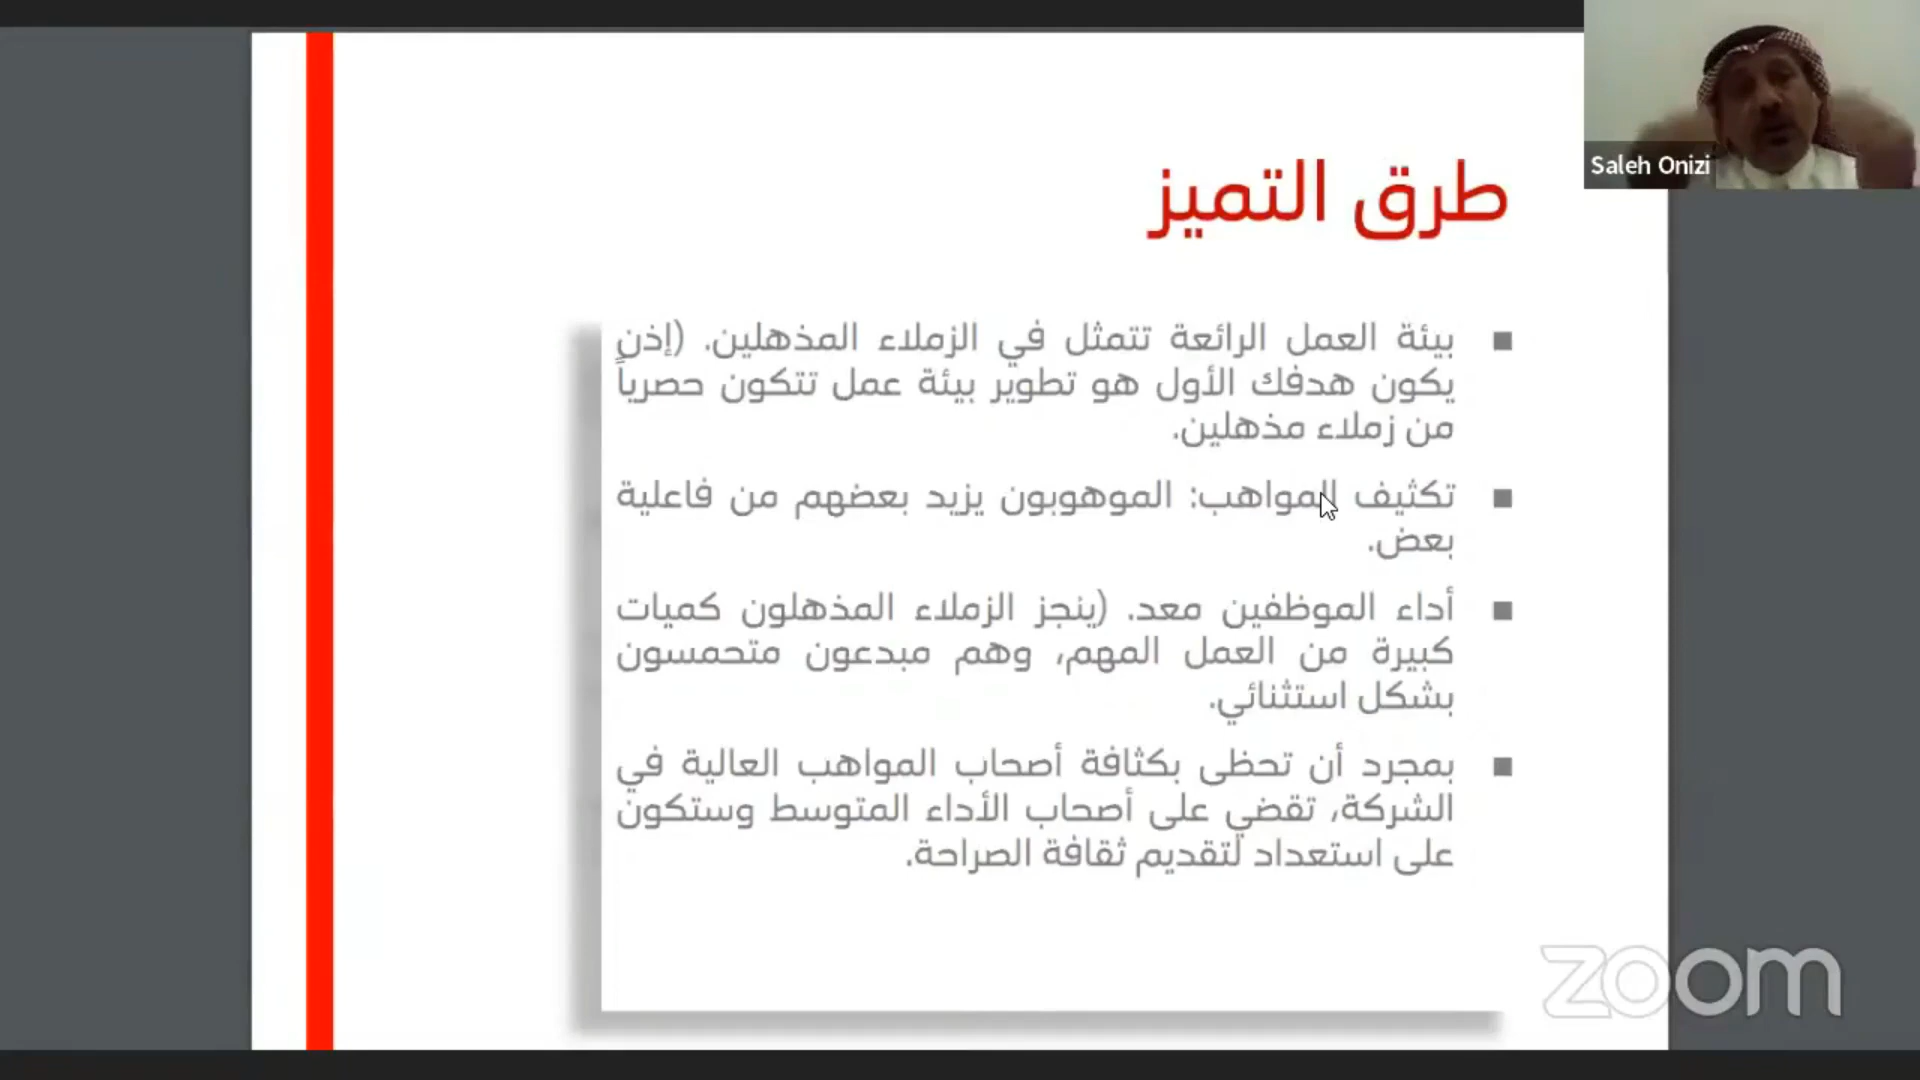 Saleh Onizi
طرق التميز
بيئة العمل الرائعة تتمثل في الزملاء المذهلين. (إذن
يكون هدفك الأول هو تطوير بيئة عمل تتكون حصرياً
من زملاء مذهلين.
تكثيف المواهب: الموهوبون يزيد بعضهم من فاعلية
بعض.
أداء الموظفين معد. (ينجز الزملاء المذهلون كميات
كبيرة من العمل المهم، وهم مبدعون متحمسون
بشكل استثنائي.
بمجرد أن تحظى بكثافة أصحاب المواهب العالية في
الشركة، تقضي على أصحاب الأداء المتوسط وستكون
على استعداد لتقديم ثقافة الصراحة.
zoom